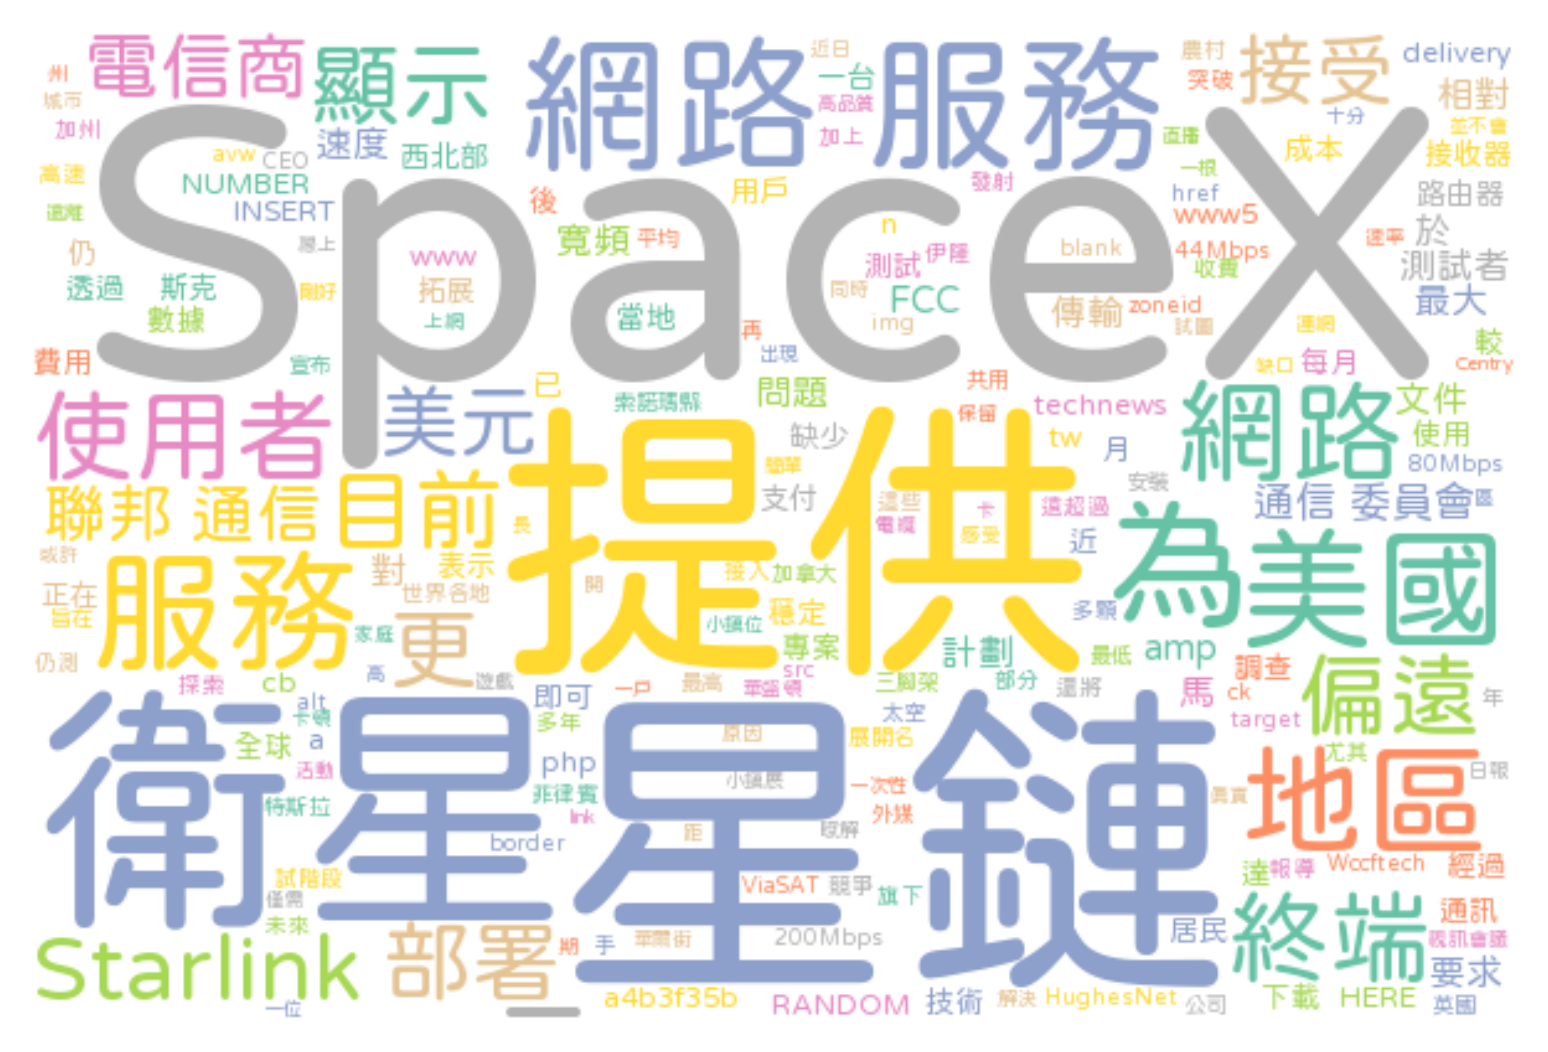 電信商
顯示
網路服務
近日
一台
高品質
加上
農村
突破
接受
delivery
相對
十分
並不會
接收器
州
城市
加州
速度
西北部
avw
CEO
NUMBER
INSERT
高速
遠離
仍
屋上
透過
斯克
數據
剛好
SpaceX
後
寬頻
平均
用戶
發射
直播
一根
成本
href
www5
44Mbps
收費
路由器
於
速率
測試者
最大
www
拓展
上網
當地
n
測試
伊隆
同時
FCC
img
blank
傳輸
zoneid
試圖
連網
較
Centry
費用
宣布
再
出現
缺口
每月
使用者
美元
已
索諾瑪縣
問題
共用
保留
technews
tw
月
網路
文件
使用
80Mbps
缺少
簡單
支付
聯邦 通信
目前
長
提供
這些
電纜
卡
感受
遠超過
安裝
近
通信 委員會
區
或許
正在
旨在
服務
對
表示
世界各地
家庭
更
開
接入
加拿大
小鎮位
穩定
專案
多顆
為
美國
仍測
探索
cb
高
遊戲
即可
一戶
最高
src
華盛頓
三腳架
計劃
部分
最低
amp
還將
調查
ck
馬
target
偏遠
年
alt
卡頓
a
全球
活動
特斯拉
衛星
多年
php
菲律賓
link
border
星鏈
原因
小鎮展
距
太空
展開名
一次性
外媒
瞭解
尤其
日報
真實
地區
試階段
僅需
未來
ViaSAT
競爭
旗下
達
報導
Wccftech
經過
Starlink
部署
期
手
華爾街
200Mbps
居民
終端
通訊
視訊會議
要求
一位
a4b3f35b
RANDOM
技術
解決
HughesNet
公司
下載
HERE
英國